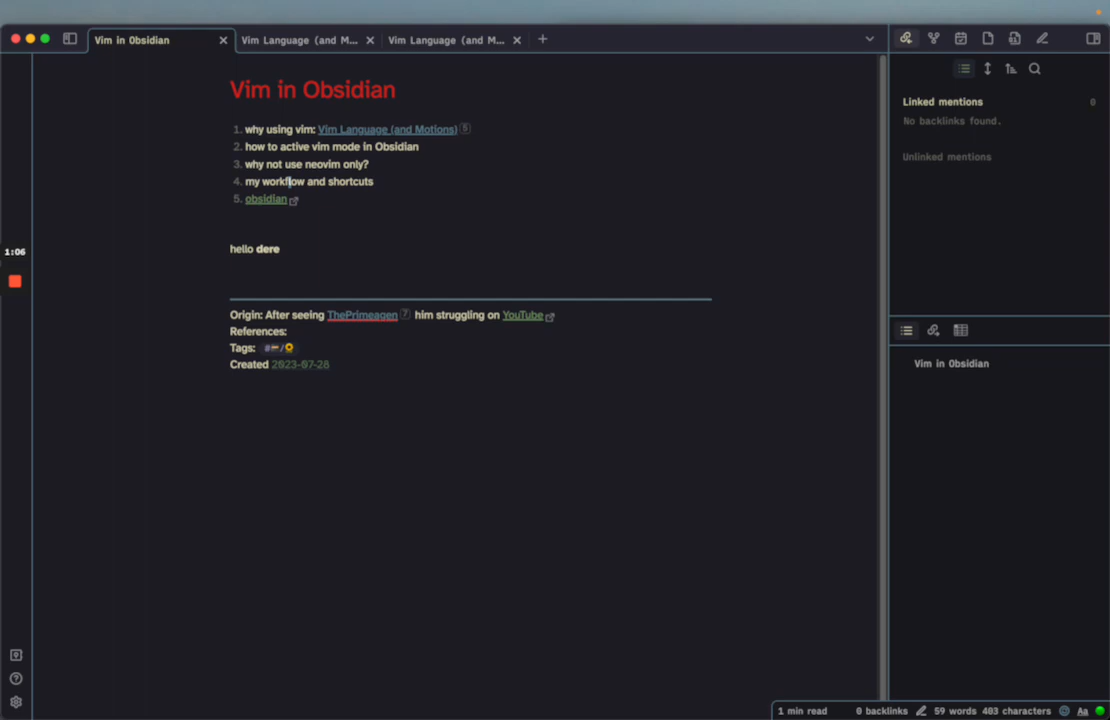 Vim in Obsidian
Vim Language (and M...
Vim Language (and M...
Vim in Obsidian
1. why using vim: Vim Language (and Motions) 5
2. how to active vim mode in Obsidian
3. why not use neovim only?
4. my workflow and shortcuts
5. obsidian
hello dere
Origin: After seeing ThePrimeagen 7 him struggling on YouTube
References:
Tags: #/
Created 2023-07-28
1:06
Linked mentions 0
No backlinks found.
Unlinked mentions
Vim in Obsidian
1 min read 0 backlinks 59 words 403 characters Aa